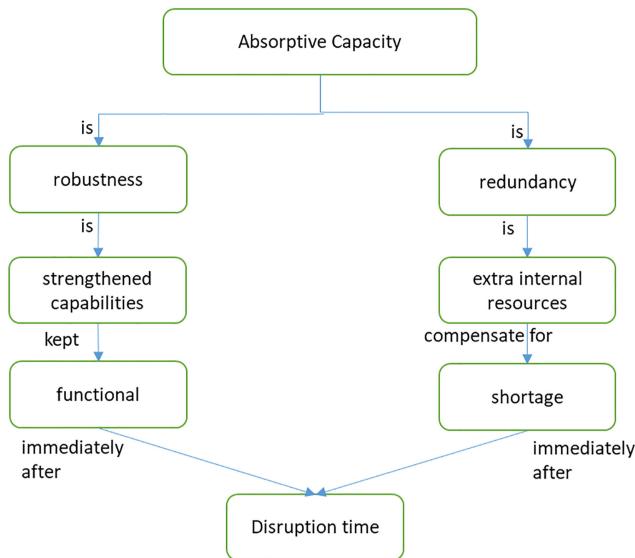 Absorptive Capacity
is
is
robustness
redundancy
is
is
strengthened
capabilities
extra internal
resources
kept
compensate for
functional
shortage
immediately
after
immediately
after
Disruption time